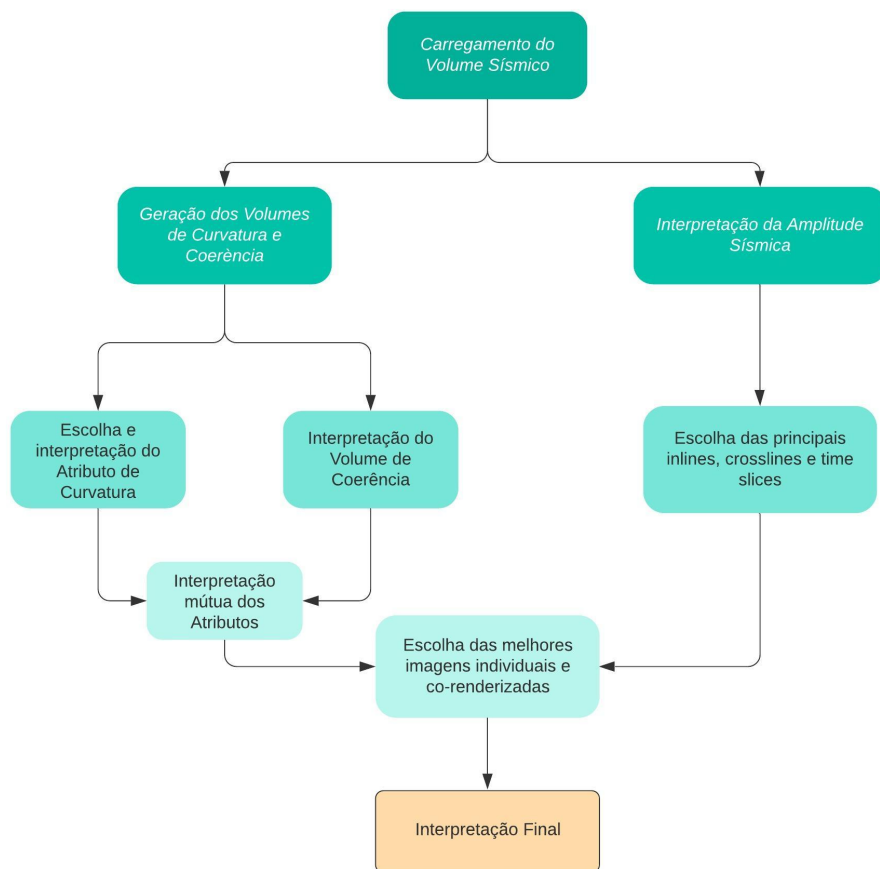 Carregamento do
Volume Sísmico
Geração dos Volumes
de Curvatura e
Coerència
Interpretação da Amplitude
Sísmica
Escolha e
interpretação do
Atributo de
Curvatura
Interpretação do
Volume de
Coerência
Escolha das principais
inlines, crosslines e time
slices
Interpretação
mútua dos
Atributos
Escolha das melhores
imagens individuais e
co-renderizadas
Interpretação Final